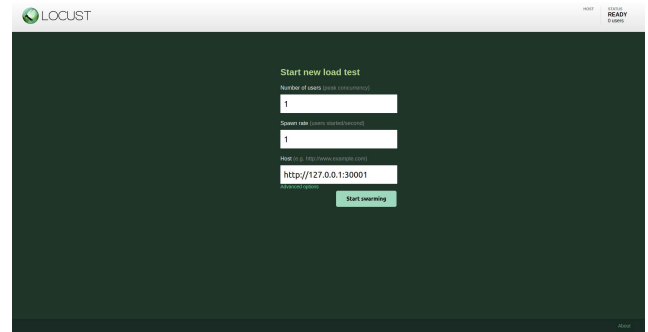 LOCUST
HOST
STATUS
READY
0 users
Start new load test
Number of users (peak concurrency)
1
Spawn rate (users started/second)
1
Host (e.g. http://www.example.com)
http://127.0.0.1:30001
Advanced options
Start swarming
About